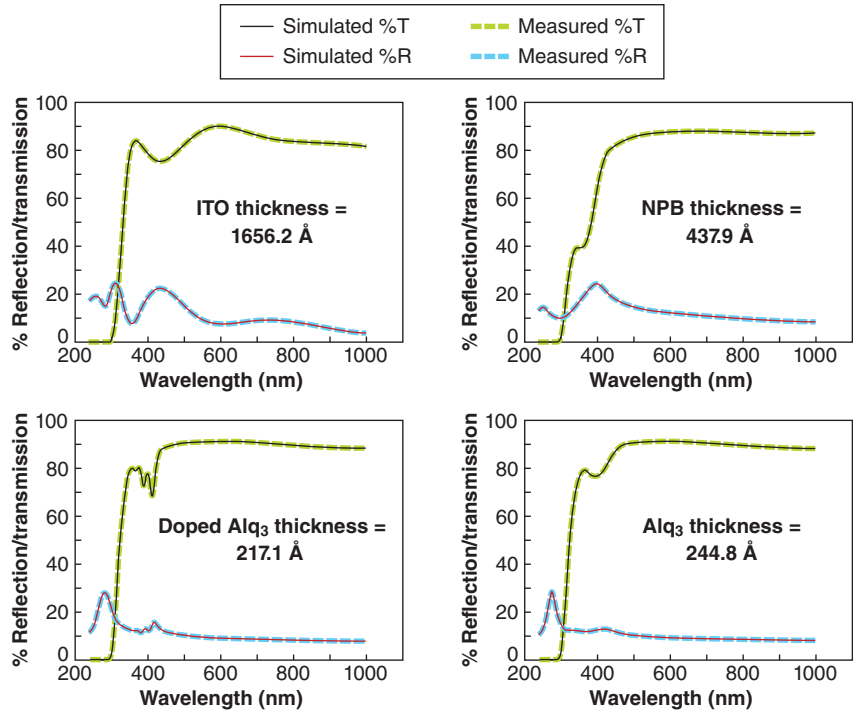 Simulated %T
Measured %T
Simulated %R
Measured %R
% Reflection/transmission
100
80
60
40
20
0
ITO thickness =
1656.2 Å
200 400 600 800 1000
Wavelength (nm)
% Reflection/transmission
100
80
60
40
20
0
NPB thickness =
437.9 Å
200 400 600 800 1000
Wavelength (nm)
% Reflection/transmission
100
80
60
40
20
0
Doped Alq₃ thickness =
217.1 Å
200 400 600 800 1000
Wavelength (nm)
% Reflection/transmission
100
80
60
40
20
0
Alq₃ thickness =
244.8 Å
200 400 600 800 1000
Wavelength (nm)